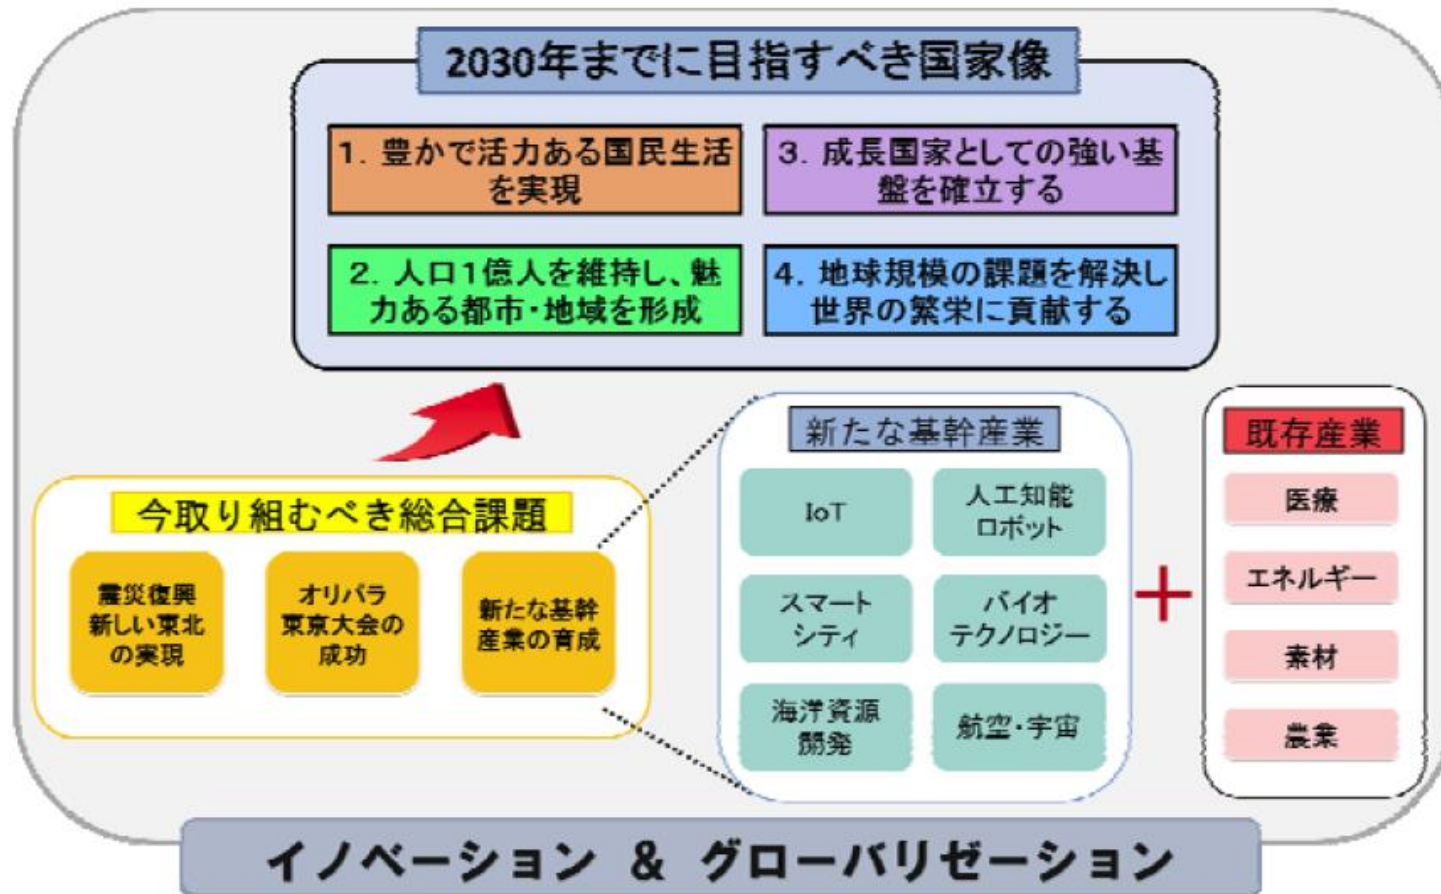 2030年までに目指すべき国家像
1. 豊かで活力ある国民生活
を実現
2. 人口1億人を維持し、魅
力ある都市・地域を形成
3. 成長国家としての強い基
盤を確立する
4. 地球規模の課題を解決し
世界の繁栄に貢献する
今取り組むべき総合課題
震災復興
新しい東北
の実現
オリパラ
東京大会の
成功
新たな基幹
産業の育成
新たな基幹産業
IoT
人工知能
ロボット
スマート
シティ
バイオ
テクノロジー
海洋資源
開発
航空・宇宙
+
既存産業
医療
エネルギー
素材
農業
イノベーション & グローバリゼーション